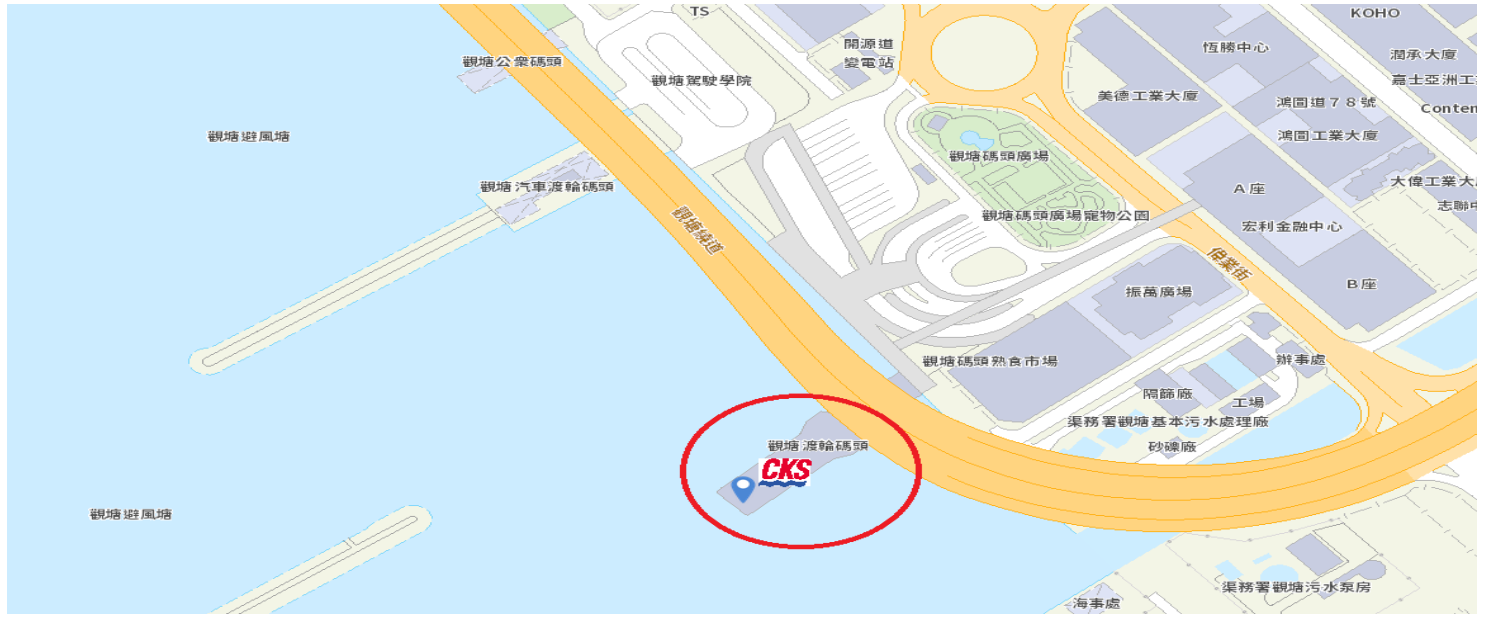 TS
KOHO
觀塘公眾碼頭
開源道
變電站
恆勝中心
潤承大廈
觀塘駕駛學院
嘉士亞洲工
美德工業大廈
鴻圖道78號
Conten
觀塘避風塘
鴻圖工業大廈
觀塘碼頭廣場
觀塘汽車渡輪碼頭
A座
大偉工業大
志聯中
觀塘碼頭廣場寵物公園
宏利金融中心
觀塘繞道
偉業街
B座
振萬廣場
觀塘碼頭熟食市場
辦事處
隔篩廠
工場
渠務署觀塘基本污水處理廠
砂礫廠
觀塘渡輪碼頭
CKS
觀塘避風塘
渠務署觀塘污水泵房
海事處